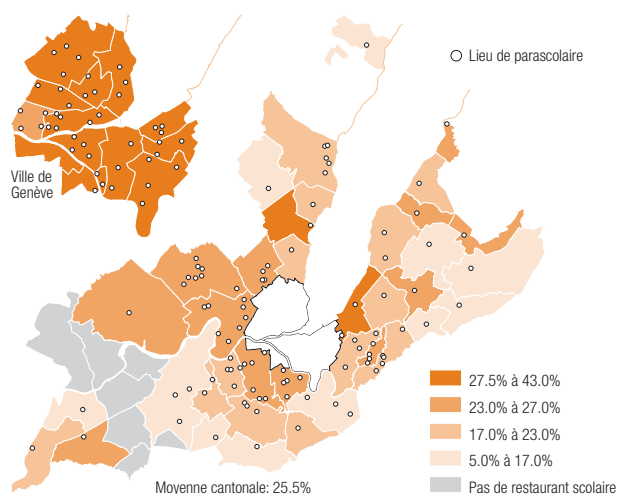 Lieu de parascolaire
Ville de
Genève
27.5% à 43.0%
23.0% à 27.0%
17.0% à 23.0%
5.0% à 17.0%
Pas de restaurant scolaire
Moyenne cantonale: 25.5%